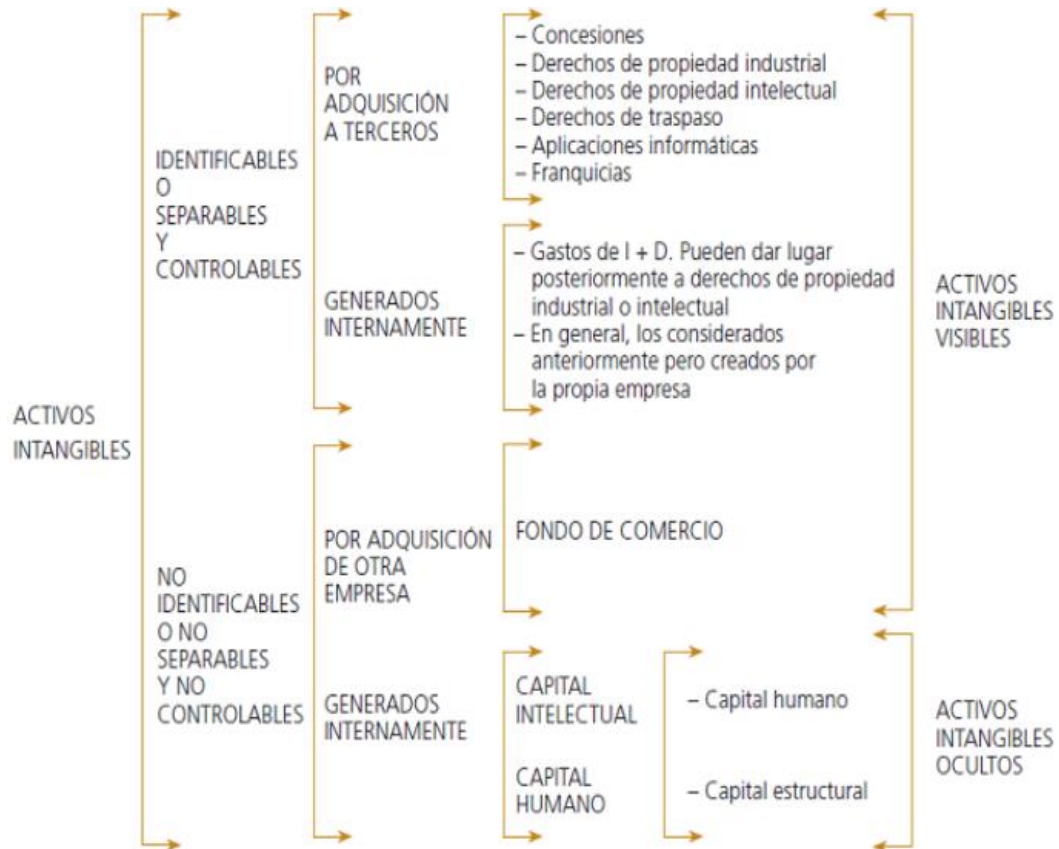 ACTIVOS
INTANGIBLES
IDENTIFICABLES
O
SEPARABLES
Y
CONTROLABLES
POR
ADQUISICIÓN
A TERCEROS
– Concesiones
– Derechos de propiedad industrial
– Derechos de propiedad intelectual
– Derechos de traspaso
– Aplicaciones informáticas
– Franquicias
GENERADOS
INTERNAMENTE
– Gastos de I + D. Pueden dar lugar
posteriormente a derechos de propiedad
industrial o intelectual
– En general, los considerados
anteriormente pero creados por
la propia empresa
ACTIVOS
INTANGIBLES
VISIBLES
NO
IDENTIFICABLES
O NO
SEPARABLES
Y NO
CONTROLABLES
POR ADQUISICIÓN
DE OTRA
EMPRESA
FONDO DE COMERCIO
GENERADOS
INTERNAMENTE
CAPITAL
INTELECTUAL
CAPITAL
HUMANO
– Capital humano
– Capital estructural
ACTIVOS
INTANGIBLES
OCULTOS